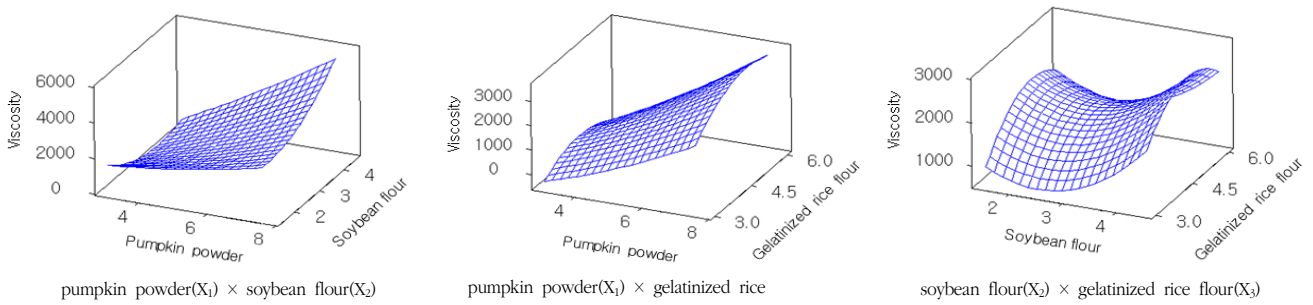 Viscosity
6000
4000
2000
0
4
6
8
Pumpkin powder
2
3
4
Soybean flour
pumpkin powder(X₁) × soybean flour(X₂)
Viscosity
3000
2000
1000
0
4
6
8
Pumpkin powder
3.0
4.5
6.0
Gelatinized rice flour
pumpkin powder(X₁) × gelatinized rice
Viscosity
3000
2000
1000
2
3
4
Soybean flour
3.0
4.5
6.0
Gelatinized rice flour
soybean flour(X₂) × gelatinized rice flour(X₃)